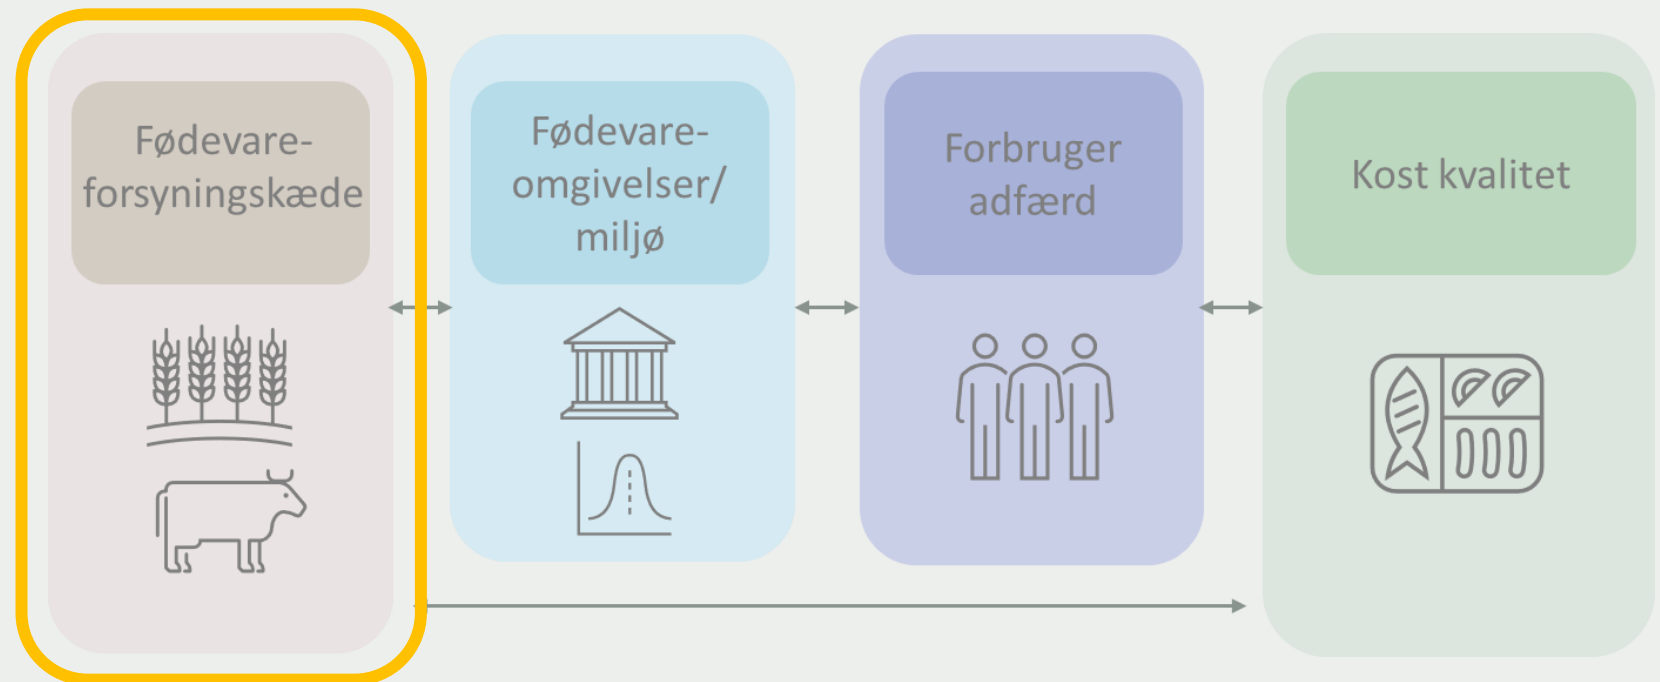 Fødevare-
forsyningskæde
Fødevare-
omgivelser/
miljø
Forbruger
adfærd
Kost kvalitet